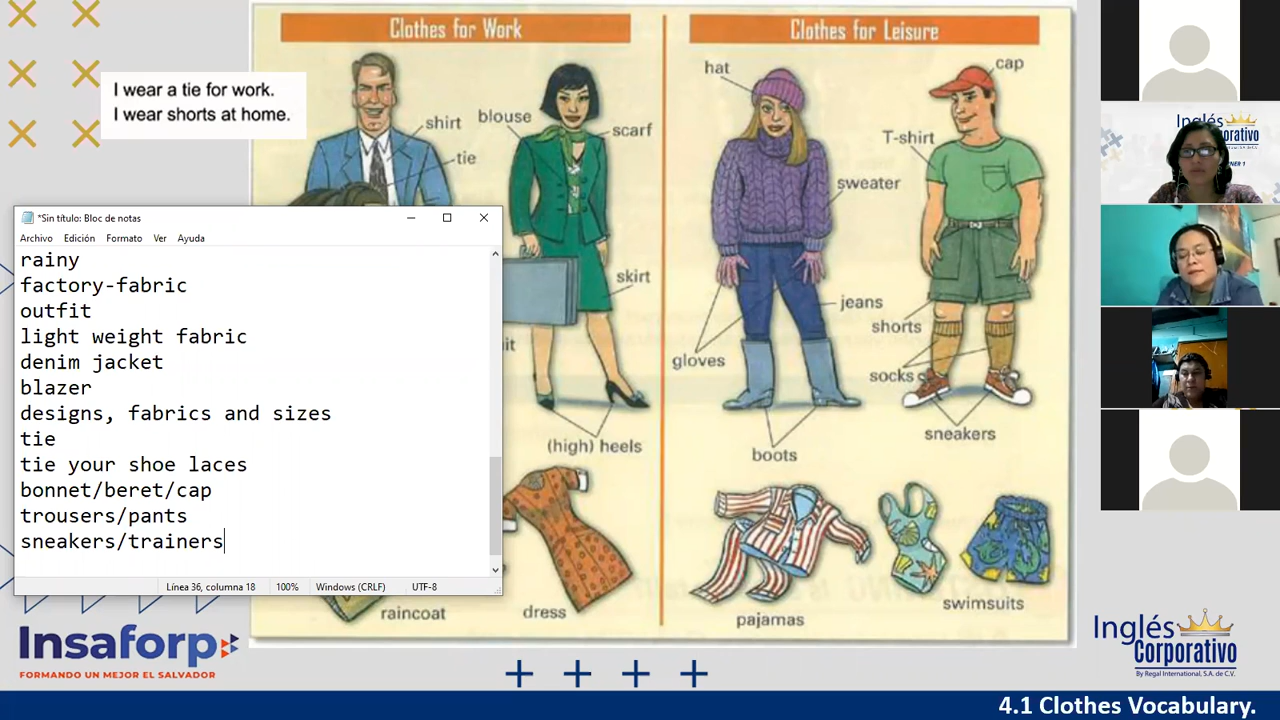 Clothes for Work
Clothes for Leisure
I wear a tie for work.
I wear shorts at home.
shirt
tie
blouse
scarf
skirt
(high) heels
raincoat
dress
hat
cap
T-shirt
sweater
jeans
shorts
gloves
socks
sneakers
boots
pajamas
swimsuits
*Sin título: Bloc de notas
Archivo Edición Formato Ver Ayuda
rainy
factory-fabric
outfit
light weight fabric
denim jacket
blazer
designs, fabrics and sizes
tie
tie your shoe laces
bonnet/beret/cap
trousers/pants
sneakers/trainers
Línea 36, columna 18 100% Windows (CRLF) UTF-8
Insaforp
FORMANDO UN MEJOR EL SALVADOR
Inglés
Corporativo
By Regal International, S.A. de C.V.
4.1 Clothes Vocabulary.